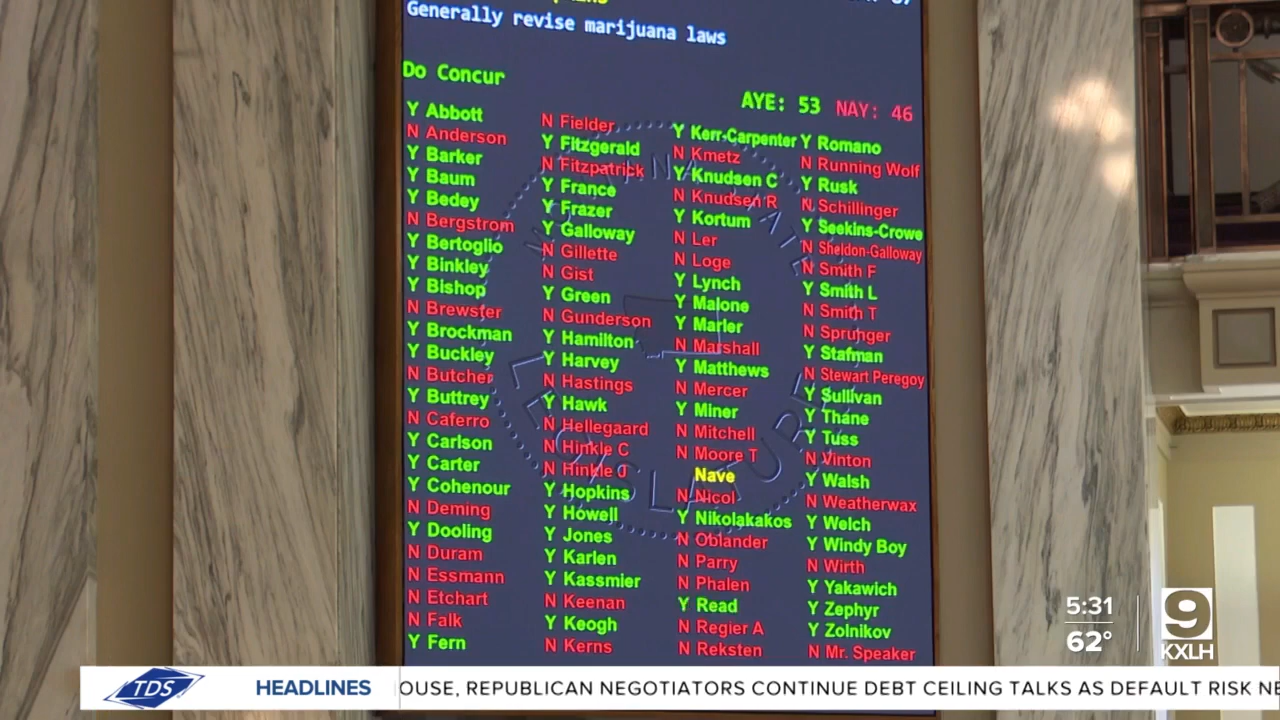 Generally revise marijuana laws
Do Concur
AYE: 53 NAY: 46
Y Abbott
N Anderson
Y Barker
Y Baum
Y Bedey
N Bergstrom
Y Bertoglio
Y Binkley
Y Bishop
N Brewster
Y Brockman
Y Buckley
N Butcher
Y Buttrey
N Caferro
Y Carlson
Y Carter
Y Cohenour
N Deming
Y Dooling
N Duram
N Essmann
N Etchart
N Falk
Y Fern
N Fielder
Y Fitzgerald
N Fitzpatrick
Y France
Y Frazer
Y Galloway
N Gillette
N Gist
Y Green
N Gunderson
Y Hamilton
Y Harvey
N Hastings
Y Hawk
N Hellegaard
N Hinkle C
N Hinkle J
Y Hopkins
Y Howell
Y Jones
Y Karlen
Y Kassmier
N Keenan
Y Keogh
N Kerns
Y Kerr-Carpenter
N Kmetz
Y Knudsen C
N Knudsen R
Y Kortum
N Ler
N Loge
Y Lynch
Y Malone
Y Marler
N Marshall
Y Matthews
N Mercer
Y Miner
N Mitchell
N Moore T
Nave
N Nicol
Y Nikolakakos
N Oblander
N Parry
N Phalen
Y Read
N Regier A
N Reksten
Y Romano
N Running Wolf
Y Rusk
N Schillinger
Y Seekins-Crowe
N Sheldon-Galloway
N Smith F
Y Smith L
N Smith T
N Sprunger
Y Stafman
N Stewart Peregoy
Y Sullivan
Y Thane
Y Tuss
N Vinton
Y Walsh
N Weatherwax
Y Welch
Y Windy Boy
N Wirth
Y Yakawich
Y Zephyr
Y Zolnikov
N Mr. Speaker
LEGISLATURE
5:31
62°
9
KXLH
TDS
HEADLINES
OUSE, REPUBLICAN NEGOTIATORS CONTINUE DEBT CEILING TALKS AS DEFAULT RISK NE